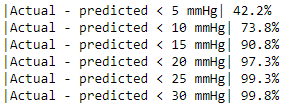 |Actual - predicted < 5 mmHg| 42.2%
|Actual - predicted < 10 mmHg| 73.8%
|Actual - predicted < 15 mmHg| 90.8%
|Actual - predicted < 20 mmHg| 97.3%
|Actual - predicted < 25 mmHg| 99.3%
|Actual - predicted < 30 mmHg| 99.8%